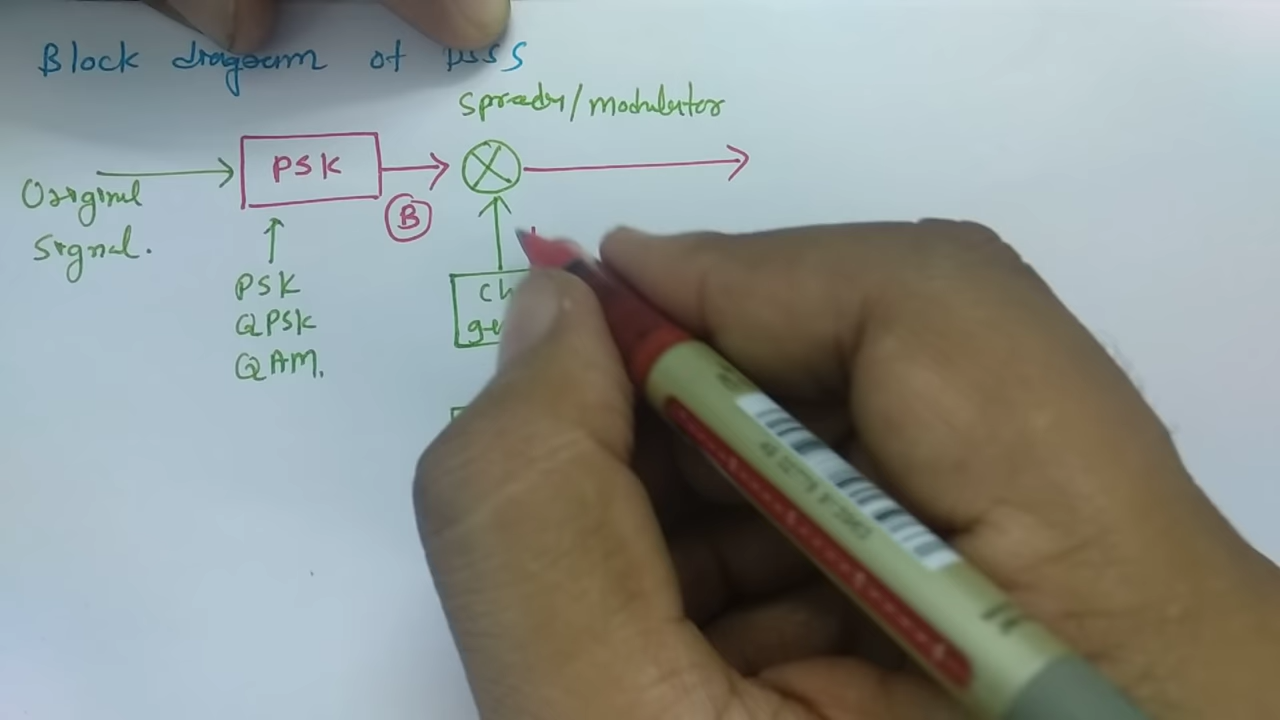 Block diagram of DSSS
Spreader/modulator
PSK
Original
Signal.
B
PSK
QPSK
QAM.